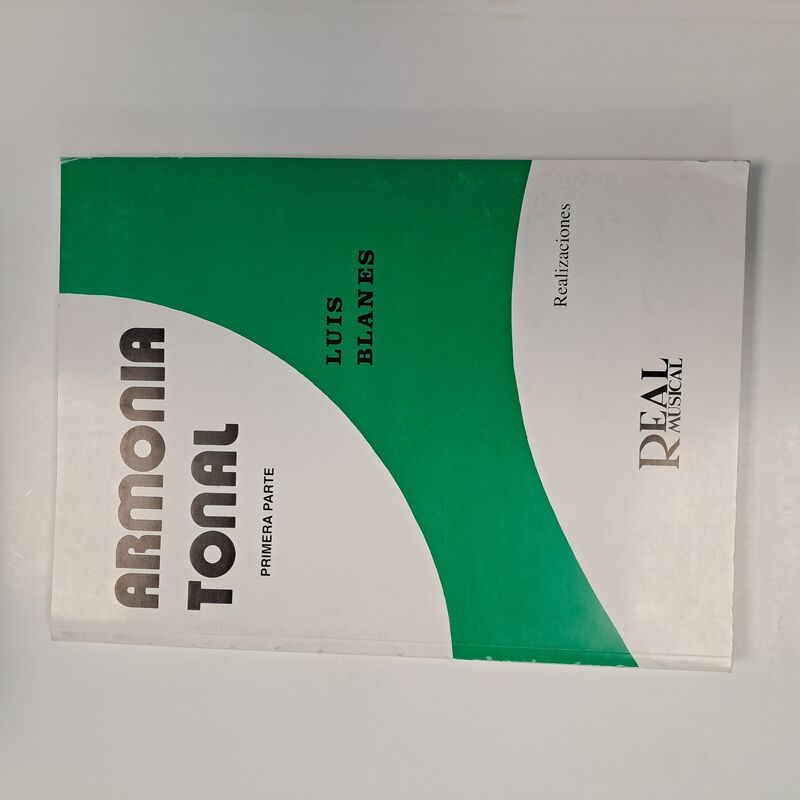 ARMONIA
TONAL
PRIMERA PARTE
LUIS
BLANES
Realizaciones
REAL
MUSICAL